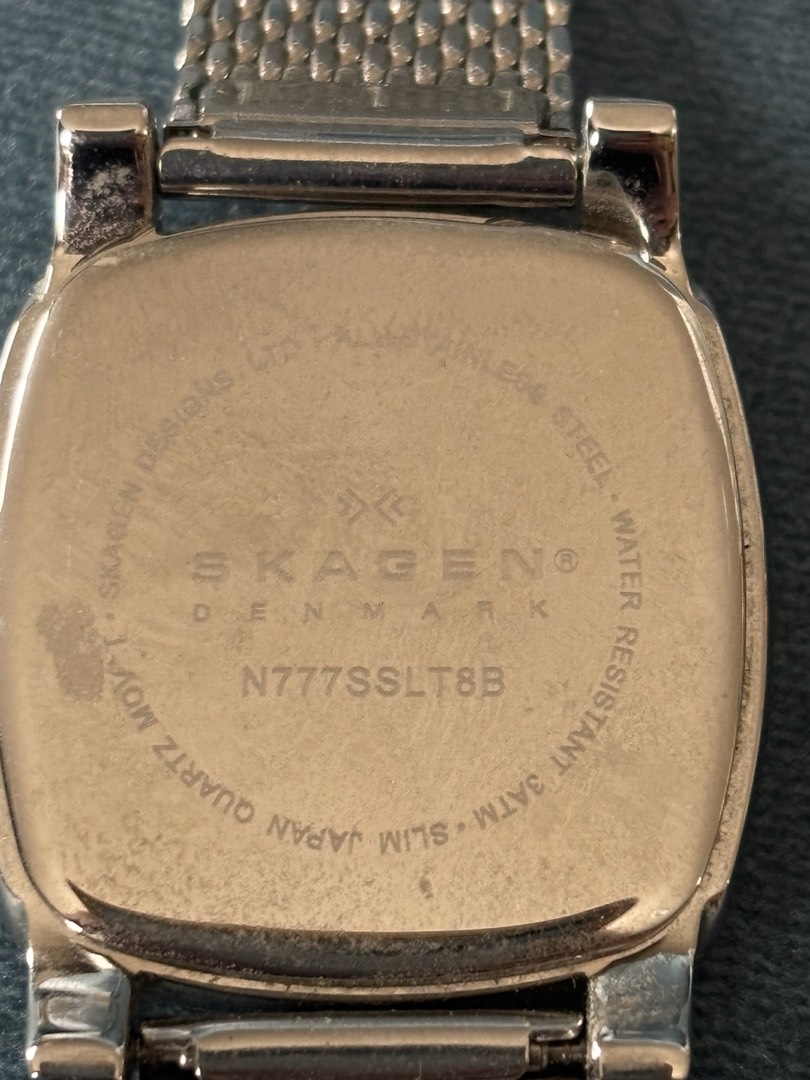 SKAGEN®
DENMARK
N777SSLT8B
· SKAGEN DESIGNS LTD · STAINLESS STEEL · WATER RESISTANT 3ATM · SLIM JAPAN QUARTZ MOV'T